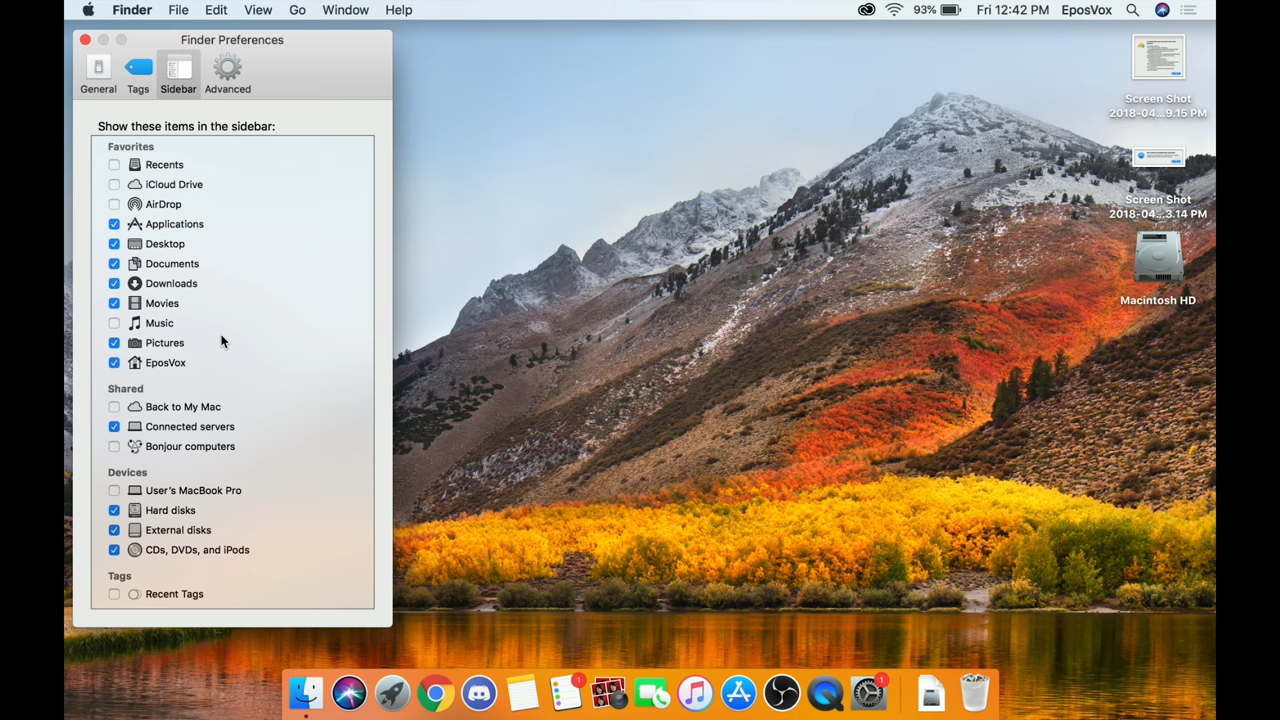 Finder File Edit View Go Window Help 93% Fri 12:42 PM EposVox
Finder Preferences
General Tags Sidebar Advanced
Show these items in the sidebar:
Favorites
Recents
iCloud Drive
AirDrop
Applications
Desktop
Documents
Downloads
Movies
Music
Pictures
EposVox
Shared
Back to My Mac
Connected servers
Bonjour computers
Devices
User's MacBook Pro
Hard disks
External disks
CDs, DVDs, and iPods
Tags
Recent Tags
Screen Shot
2018-04...9.15 PM
Screen Shot
2018-04...3.14 PM
Macintosh HD
1
1